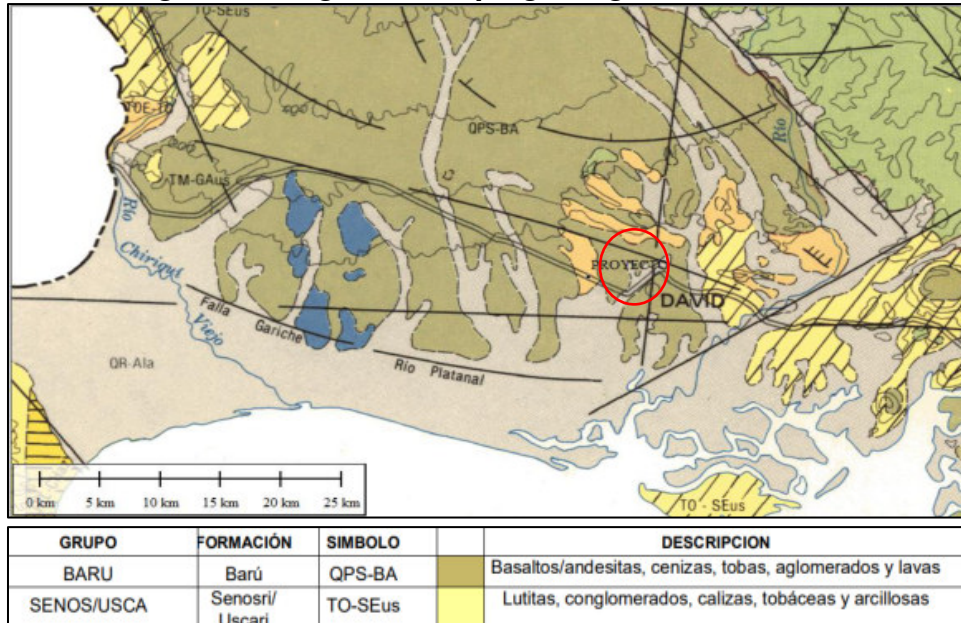 TO-SEus
TOE-TO
QPS-BA
Río
TM-GAus
Río
Chiriquí
Viejo
PROYECTO
DAVID
Falla Gariche
Río Platanal
QR-Ala
TO - SEus
0 km 5 km 10 km 15 km 20 km 25 km
GRUPO FORMACIÓN SIMBOLO DESCRIPCION
BARU Barú QPS-BA Basaltos/andesitas, cenizas, tobas, aglomerados y lavas
SENOS/USCA Senosri/ TO-SEus Lutitas, conglomerados, calizas, tobáceas y arcillosas
Uscari